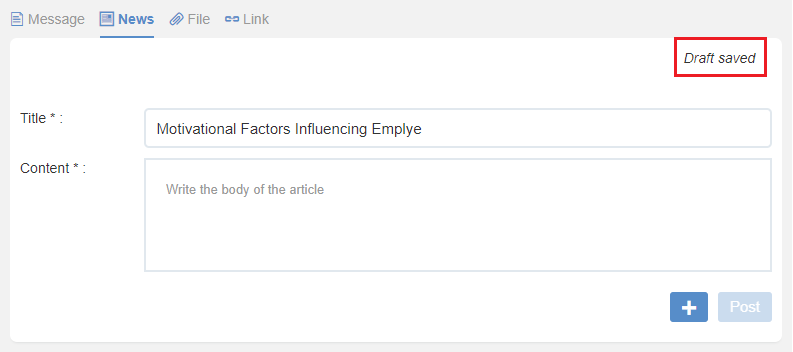 Message News File Link
Draft saved
Title * :
Motivational Factors Influencing Emplye
Content * :
Write the body of the article
Post